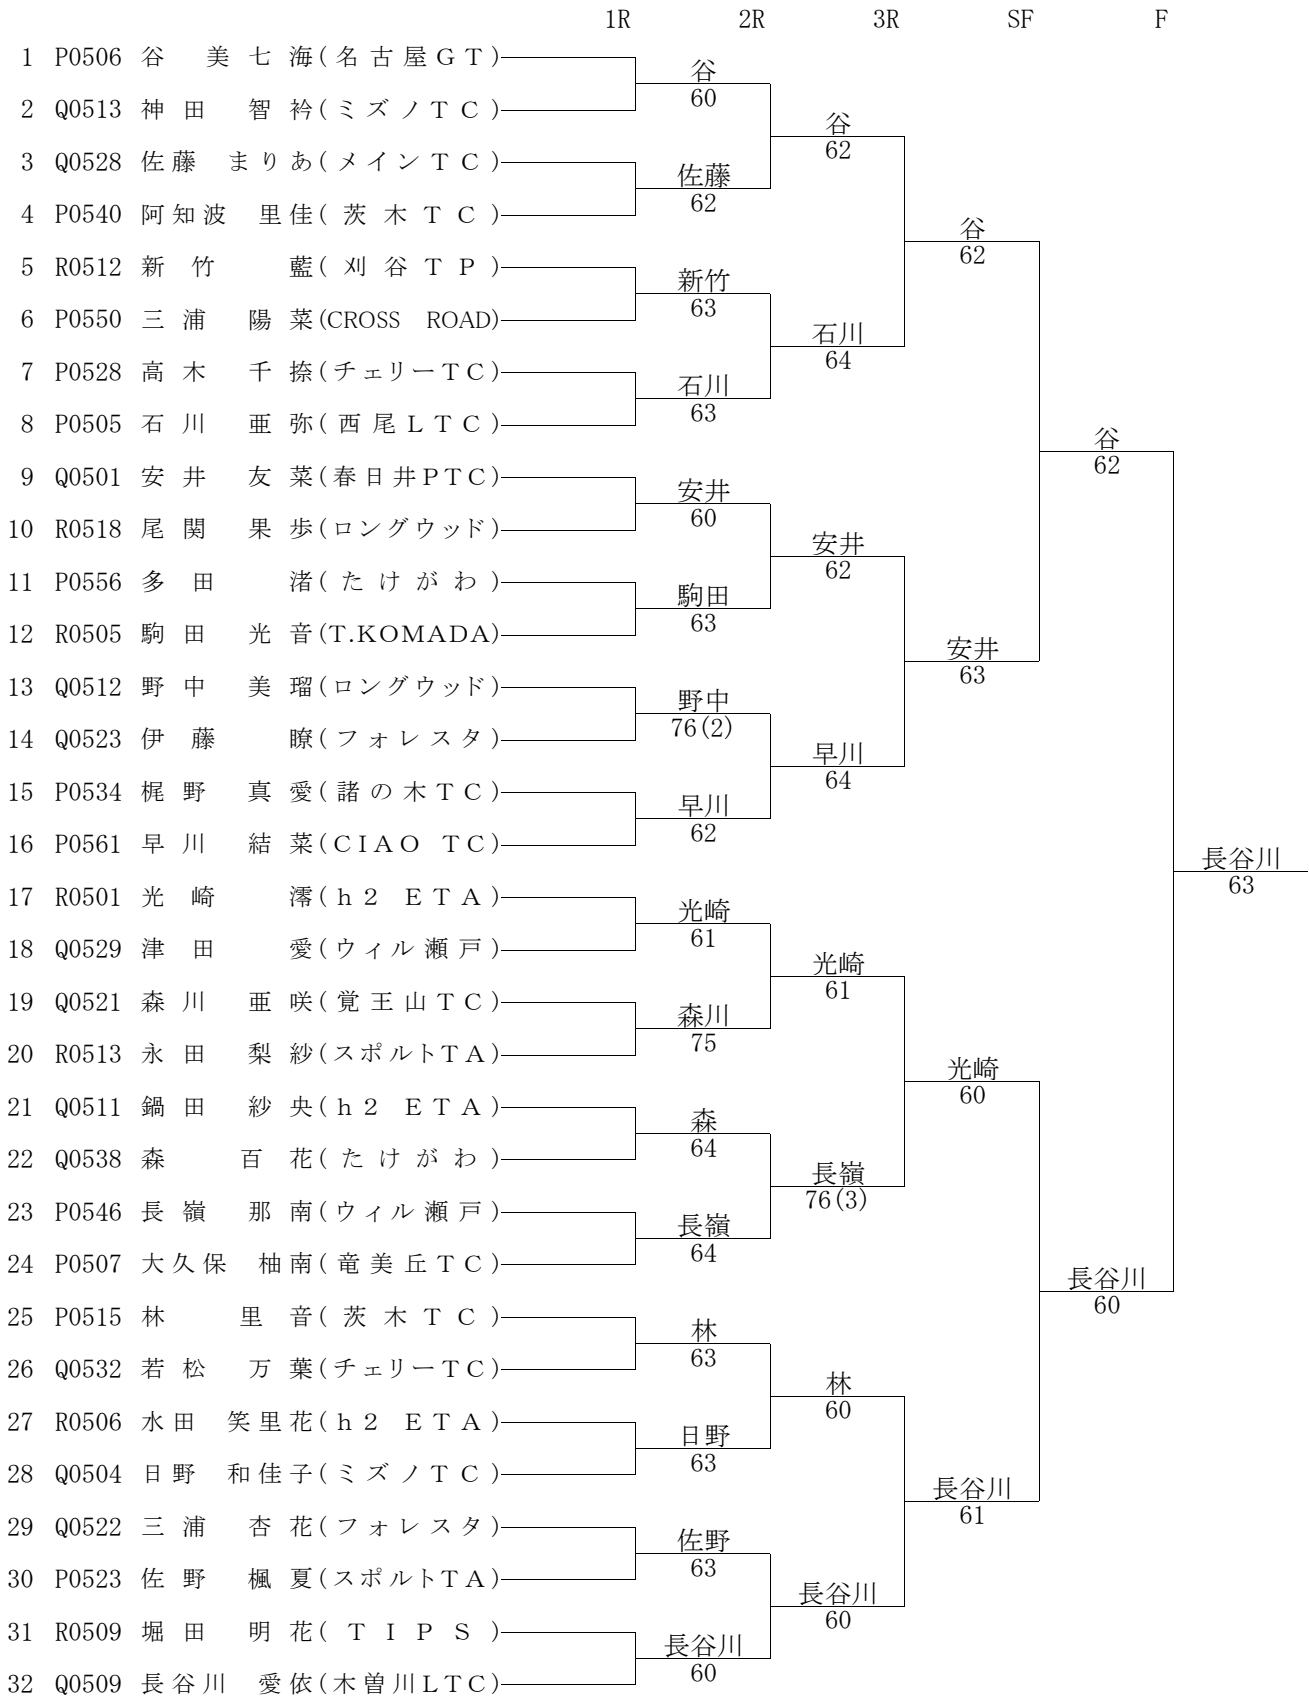 1R 2R 3R SF F
1 P0506 谷 美七海(名古屋GT)
谷
60
2 Q0513 神田 智衿(ミズノTC)
谷
62
3 Q0528 佐藤 まりあ(メインTC)
佐藤
62
4 P0540 阿知波 里佳(茨木TC)
谷
62
5 R0512 新竹 藍(刈谷TP)
新竹
63
6 P0550 三浦 陽菜(CROSS ROAD)
石川
64
7 P0528 高木 千捺(チェリーTC)
石川
63
8 P0505 石川 亜弥(西尾LTC)
谷
62
9 Q0501 安井 友菜(春日井PTC)
安井
60
10 R0518 尾関 果歩(ロングウッド)
安井
62
11 P0556 多田 渚(たけがわ)
駒田
63
12 R0505 駒田 光音(T.KOMADA)
安井
63
13 Q0512 野中 美瑠(ロングウッド)
野中
76(2)
14 Q0523 伊藤 瞭(フォレスタ)
早川
64
15 P0534 梶野 真愛(諸の木TC)
早川
62
16 P0561 早川 結菜(CIAO TC)
長谷川
63
17 R0501 光崎 澪(h2 ETA)
光崎
61
18 Q0529 津田 愛(ウィル瀬戸)
光崎
61
19 Q0521 森川 亜咲(覚王山TC)
森川
75
20 R0513 永田 梨紗(スポルトTA)
光崎
60
21 Q0511 鍋田 紗央(h2 ETA)
森
64
22 Q0538 森 百花(たけがわ)
長嶺
76(3)
23 P0546 長嶺 那南(ウィル瀬戸)
長嶺
64
24 P0507 大久保 柚南(竜美丘TC)
長谷川
60
25 P0515 林 里音(茨木TC)
林
63
26 Q0532 若松 万葉(チェリーTC)
林
60
27 R0506 水田 笑里花(h2 ETA)
日野
63
28 Q0504 日野 和佳子(ミズノTC)
長谷川
61
29 Q0522 三浦 杏花(フォレスタ)
佐野
63
30 P0523 佐野 楓夏(スポルトTA)
長谷川
60
31 R0509 堀田 明花(TIPS)
長谷川
60
32 Q0509 長谷川 愛依(木曽川LTC)